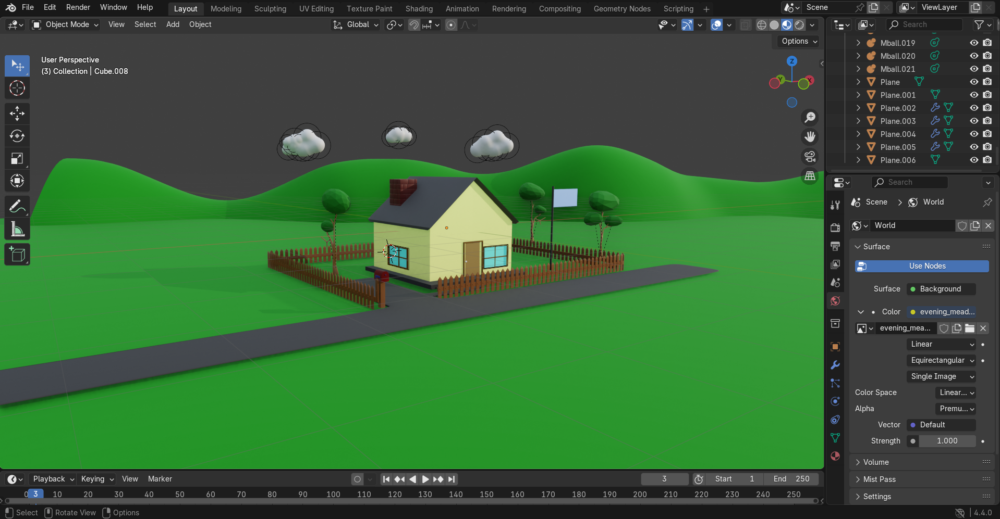 File Edit Render Window Help Layout Modeling Sculpting UV Editing Texture Paint Shading Animation Rendering Compositing Geometry Nodes Scripting + Scene ViewLayer
Object Mode View Select Add Object Global Search
Options
User Perspective
(3) Collection | Cube.008
Z
Y
X
Mball.019
Mball.020
Mball.021
Plane
Plane.001
Plane.002
Plane.003
Plane.004
Plane.005
Plane.006
Search
Scene > World
World
Surface
Use Nodes
Surface Background
Color evening_mead...
evening_mea...
Linear
Equirectangular
Single Image
Color Space Linear...
Alpha Premu...
Vector Default
Strength 1.000
Volume
Mist Pass
Settings
Playback Keying View Marker 3 Start 1 End 250
0 3 10 20 30 40 50 60 70 80 90 100 110 120 130 140 150 160 170 180 190 200 210 220 230 240 250
Select Rotate View Options 4.4.0